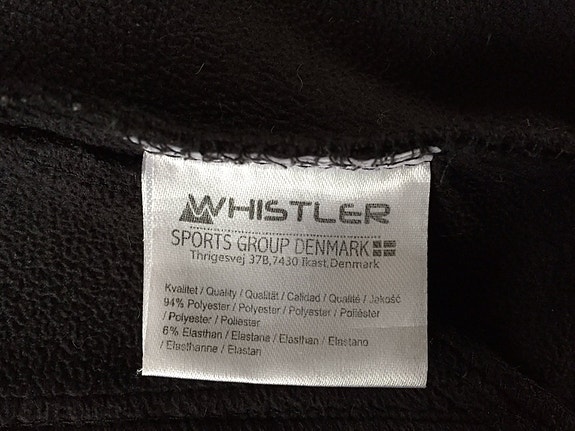 WHISTLER
SPORTS GROUP DENMARK
Thrigesvej 37B,7430 Ikast,Denmark
Kvalitet / Quality / Qualität / Calidad / Qualité / Jakość
94% Polyester / Polyester / Polyester / Poliéster
/ Polyester / Poliester
6% Elasthan / Elastane / Elasthan / Elastano
/ Elasthanne / Elastan